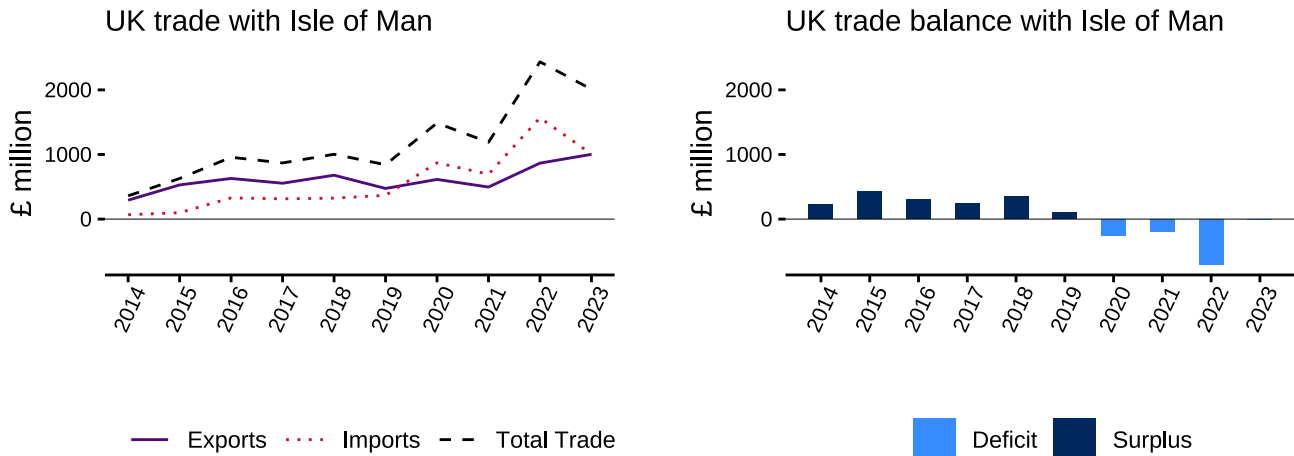 UK trade with Isle of Man
£ million
2000
1000
0
2014 2015 2016 2017 2018 2019 2020 2021 2022 2023
Exports Imports Total Trade
UK trade balance with Isle of Man
£ million
2000
1000
0
2014 2015 2016 2017 2018 2019 2020 2021 2022 2023
Deficit Surplus